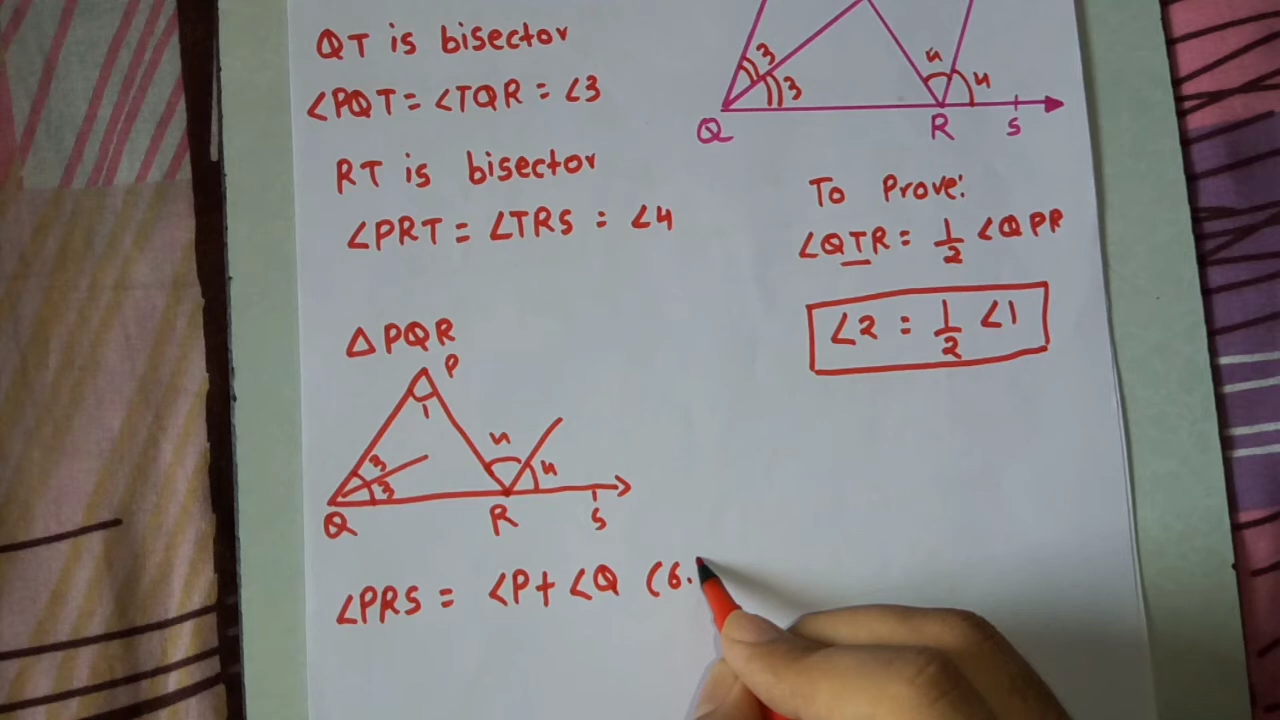 QT is bisector
∠PQT = ∠TQR = ∠3
RT is bisector
∠PRT = ∠TRS = ∠4
3
3
4
4
Q
R
S
To Prove:
∠QTR = 1/2 ∠QPR
∠2 = 1/2 ∠1
△PQR
P
1
3
3
4
4
Q
R
S
∠PRS = ∠P + ∠Q (6.